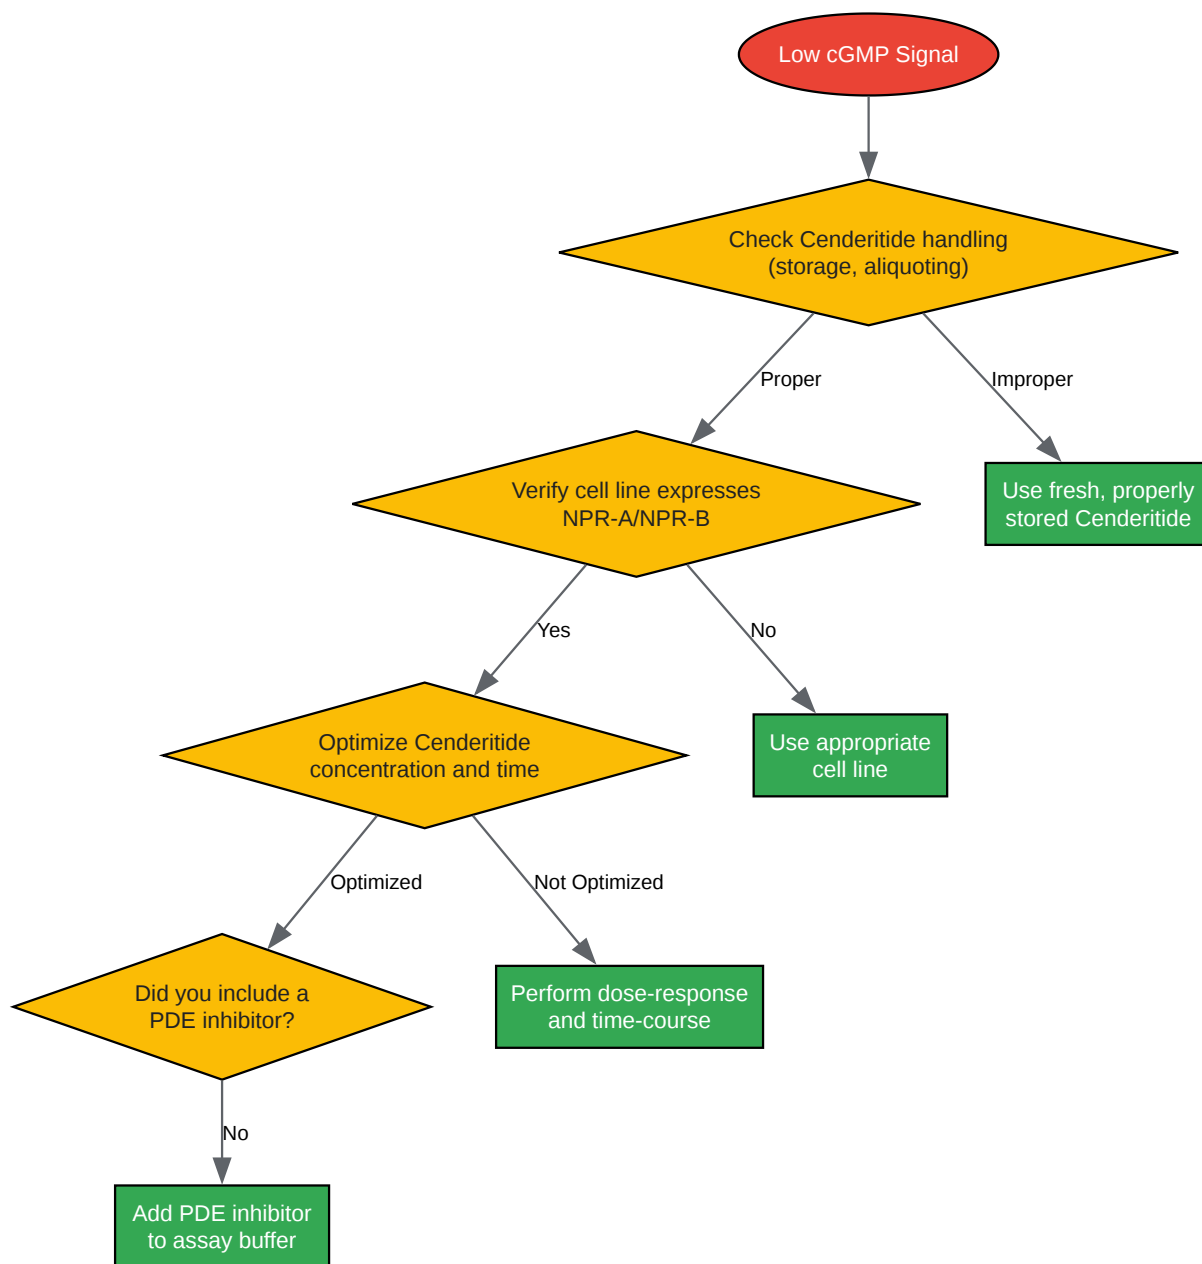 Low cGMP Signal
Check Cenderitide handling
(storage, aliquoting)
Proper
Improper
Verify cell line expresses
NPR-A/NPR-B
Use fresh, properly
stored Cenderitide
Yes
No
Optimize Cenderitide
concentration and time
Use appropriate
cell line
Optimized
Not Optimized
Did you include a
PDE inhibitor?
Perform dose-response
and time-course
No
Add PDE inhibitor
to assay buffer